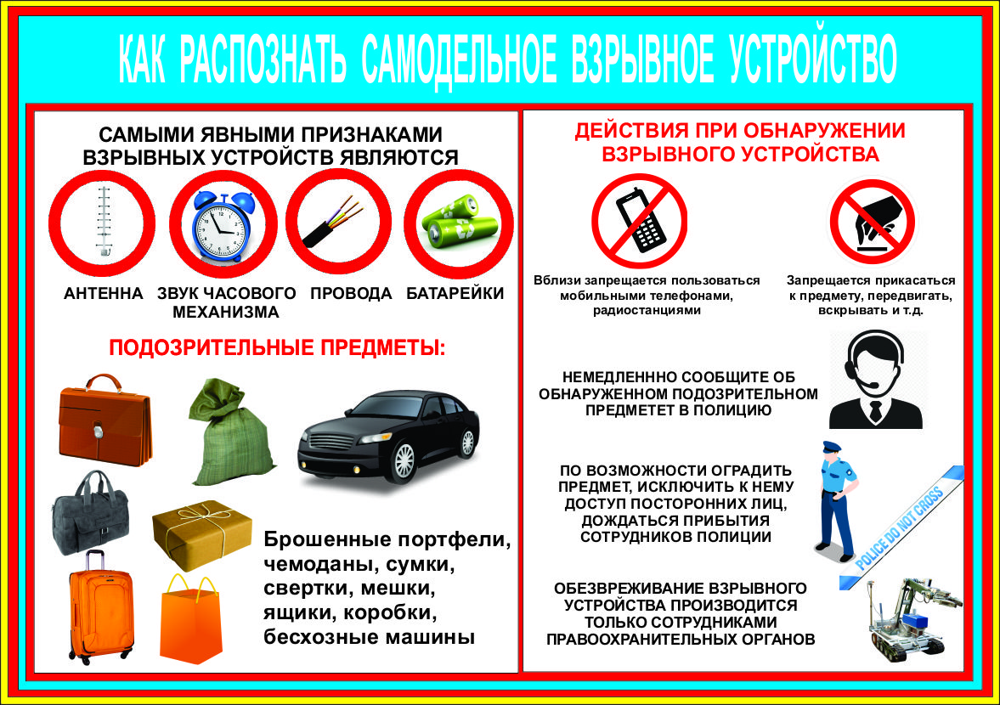 КАК РАСПОЗНАТЬ САМОДЕЛЬНОЕ ВЗРЫВНОЕ УСТРОЙСТВО
САМЫМИ ЯВНЫМИ ПРИЗНАКАМИ
ВЗРЫВНЫХ УСТРОЙСТВ ЯВЛЯЮТСЯ
АНТЕННА
ЗВУК ЧАСОВОГО
МЕХАНИЗМА
ПРОВОДА
БАТАРЕЙКИ
ПОДОЗРИТЕЛЬНЫЕ ПРЕДМЕТЫ:
Брошенные портфели,
чемоданы, сумки,
свертки, мешки,
ящики, коробки,
бесхозные машины
ДЕЙСТВИЯ ПРИ ОБНАРУЖЕНИИ
ВЗРЫВНОГО УСТРОЙСТВА
Вблизи запрещается пользоваться
мобильными телефонами,
радиостанциями
Запрещается прикасаться
к предмету, передвигать,
вскрывать и т.д.
НЕМЕДЛЕНННО СООБЩИТЕ ОБ
ОБНАРУЖЕННОМ ПОДОЗРИТЕЛЬНОМ
ПРЕДМЕТЕТ В ПОЛИЦИЮ
ПО ВОЗМОЖНОСТИ ОГРАДИТЬ
ПРЕДМЕТ, ИСКЛЮЧИТЬ К НЕМУ
ДОСТУП ПОСТОРОННИХ ЛИЦ,
ДОЖДАТЬСЯ ПРИБЫТИЯ
СОТРУДНИКОВ ПОЛИЦИИ
POLICE DO NOT CROSS
ОБЕЗВРЕЖИВАНИЕ ВЗРЫВНОГО
УСТРОЙСТВА ПРОИЗВОДИТСЯ
ТОЛЬКО СОТРУДНИКАМИ
ПРАВООХРАНИТЕЛЬНЫХ ОРГАНОВ